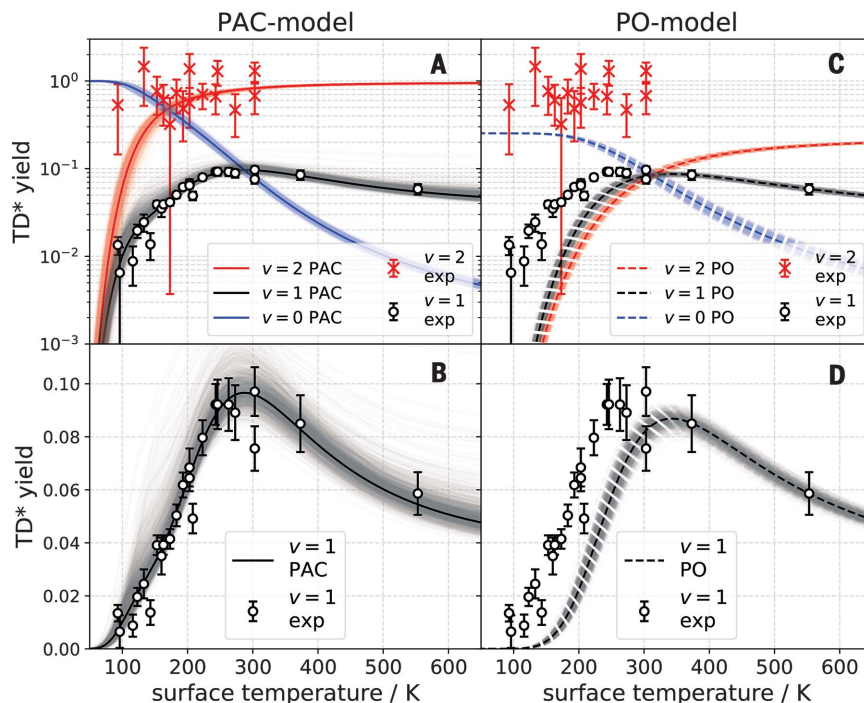 PAC-model
PO-model
A
C
TD* yield
10⁰
10⁻¹
10⁻²
10⁻³
v = 2 PAC
v = 1 PAC
v = 0 PAC
v = 2
exp
v = 1
exp
v = 2 PO
v = 1 PO
v = 0 PO
v = 2
exp
v = 1
exp
B
D
TD* yield
0.10
0.08
0.06
0.04
0.02
0.00
v = 1
PAC
v = 1
exp
v = 1
PO
v = 1
exp
100 200 300 400 500 600
100 200 300 400 500 600
surface temperature / K
surface temperature / K